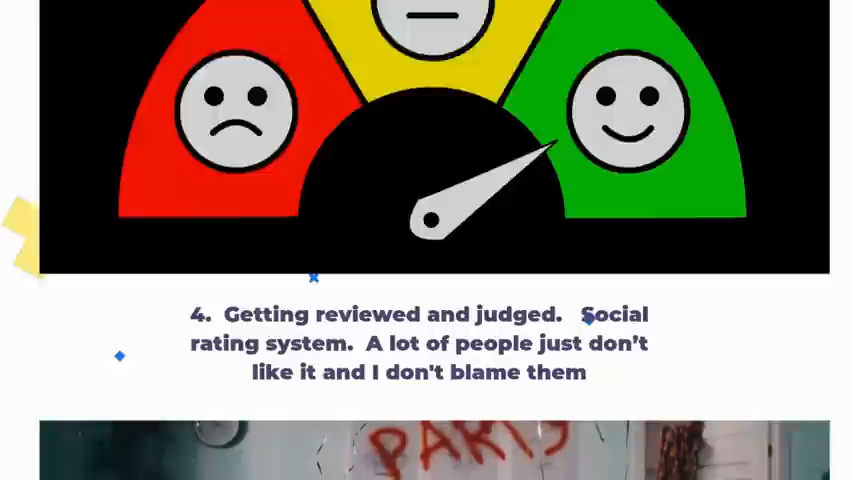 4. Getting reviewed and judged. Social
rating system. A lot of people just don’t
like it and I don't blame them
PARTY